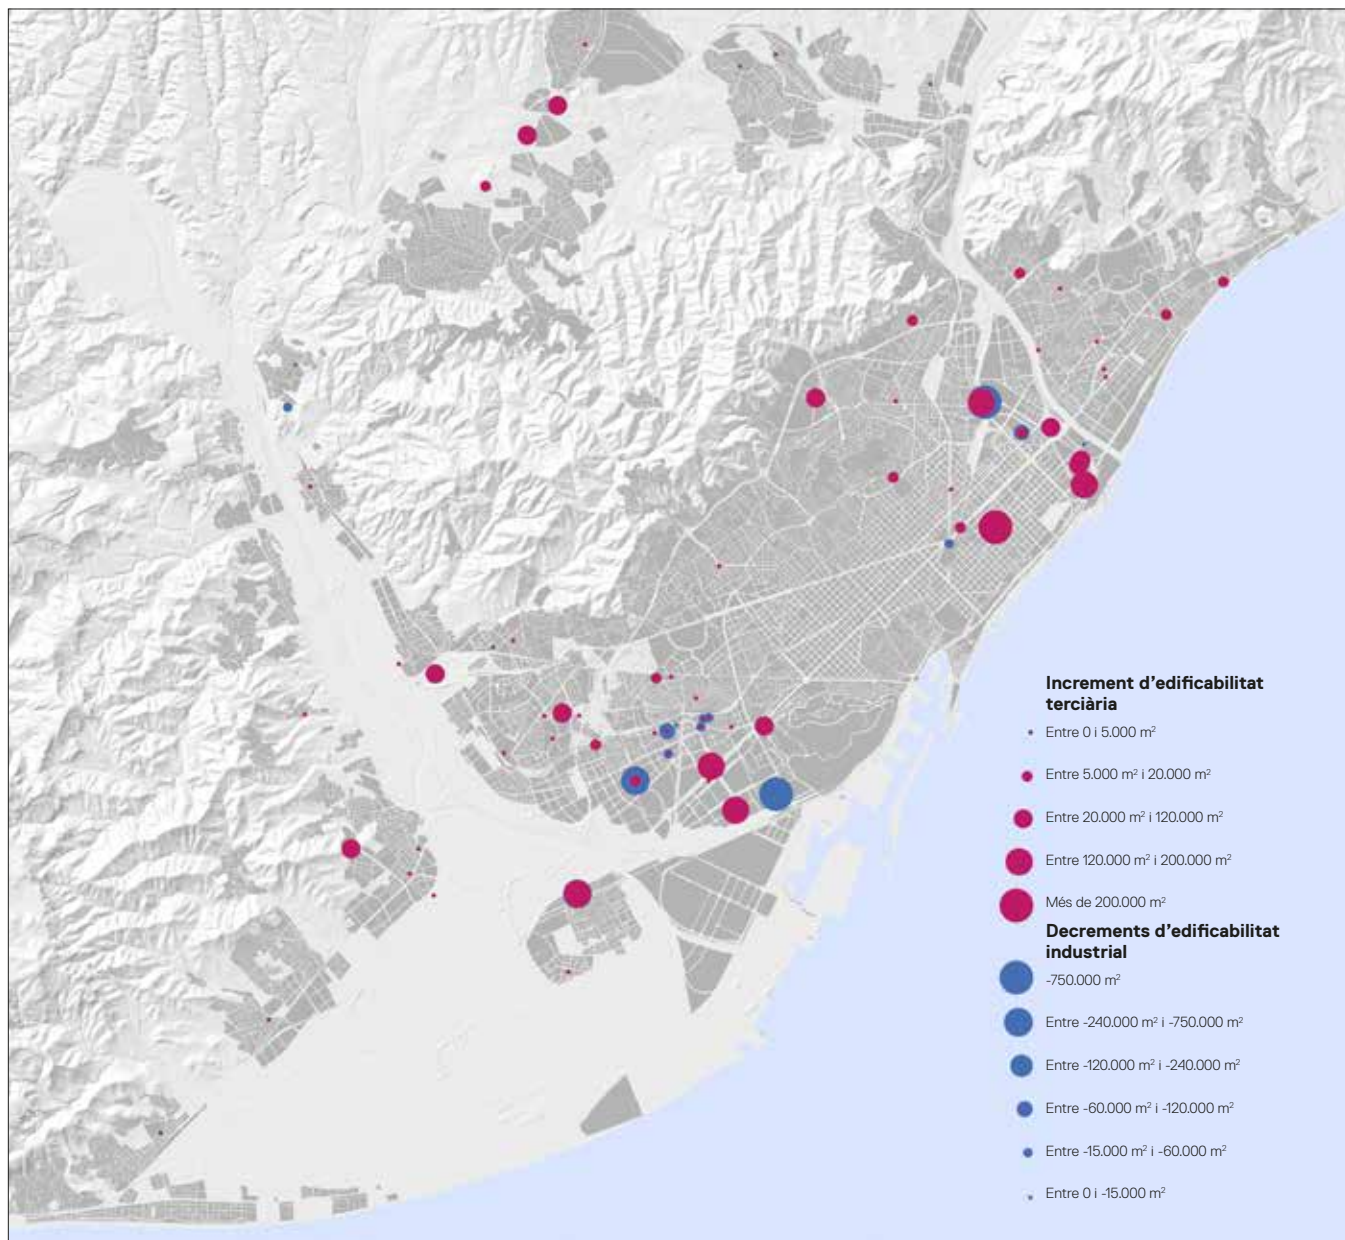 Increment d’edificabilitat
terciària
Entre 0 i 5.000 m²
Entre 5.000 m² i 20.000 m²
Entre 20.000 m² i 120.000 m²
Entre 120.000 m² i 200.000 m²
Més de 200.000 m²
Decrements d’edificabilitat
industrial
-750.000 m²
Entre -240.000 m² i -750.000 m²
Entre -120.000 m² i -240.000 m²
Entre -60.000 m² i -120.000 m²
Entre -15.000 m² i -60.000 m²
Entre 0 i -15.000 m²